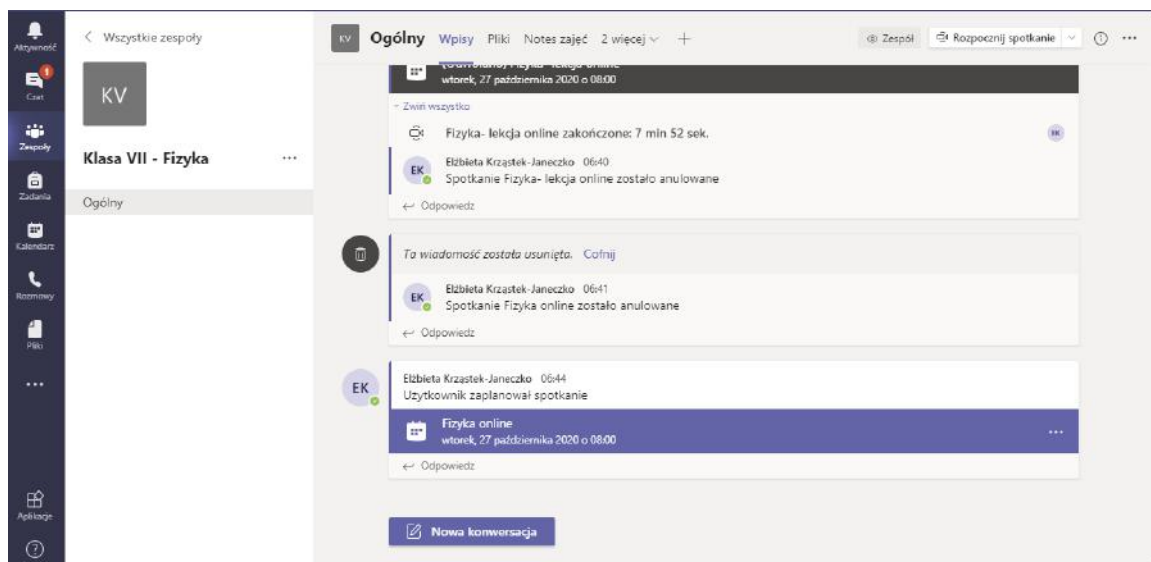 Aktywność
Czat
1
Zespoły
Zadania
Kalendarz
Rozmowy
Pliki
Aplikacje
Wszystkie zespoły
KV
Klasa VII - Fizyka
Ogólny
KV
Ogólny Wpisy Pliki Notes zajęć 2 więcej
Zespół
Rozpocznij spotkanie
wtorek, 27 października 2020 o 08:00
Zwiń wszystko
Fizyka- lekcja online zakończone: 7 min 52 sek.
EK
EK
Elżbieta Krząstek-Janeczko 06:40
Spotkanie Fizyka- lekcja online zostało anulowane
Odpowiedz
Ta wiadomość została usunięta. Cofnij
EK
Elżbieta Krząstek-Janeczko 06:41
Spotkanie Fizyka online zostało anulowane
Odpowiedz
EK
Elżbieta Krząstek-Janeczko 06:44
Użytkownik zaplanował spotkanie
Fizyka online
wtorek, 27 października 2020 o 08:00
Odpowiedz
Nowa konwersacja